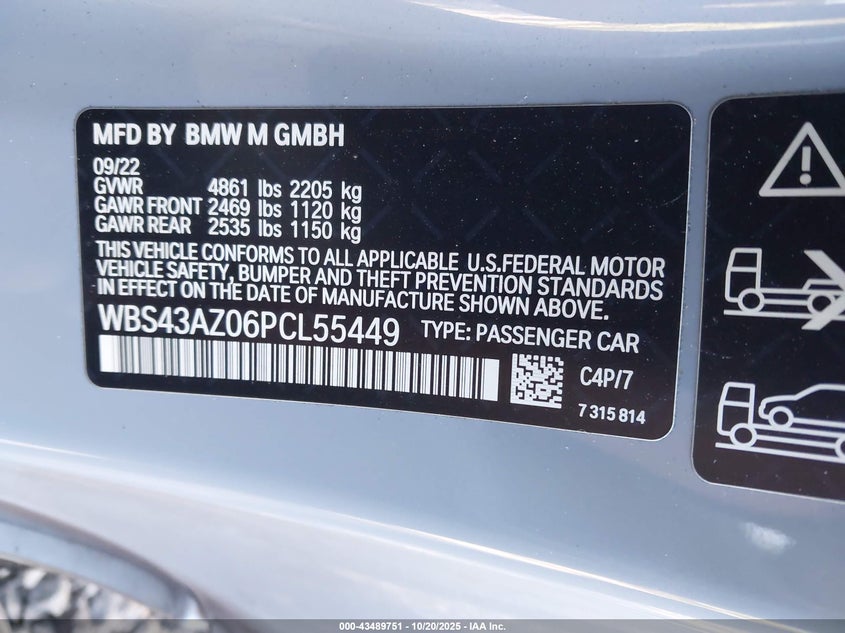 MFD BY BMW M GMBH
09/22
GVWR 4861 lbs 2205 kg
GAWR FRONT 2469 lbs 1120 kg
GAWR REAR 2535 lbs 1150 kg
THIS VEHICLE CONFORMS TO ALL APPLICABLE U.S.FEDERAL MOTOR
VEHICLE SAFETY, BUMPER AND THEFT PREVENTION STANDARDS
IN EFFECT ON THE DATE OF MANUFACTURE SHOWN ABOVE.
WBS43AZ06PCL55449 TYPE: PASSENGER CAR
C4P/7
7 315 814
000-43489751 | 10/20/2025 - IAA Inc.